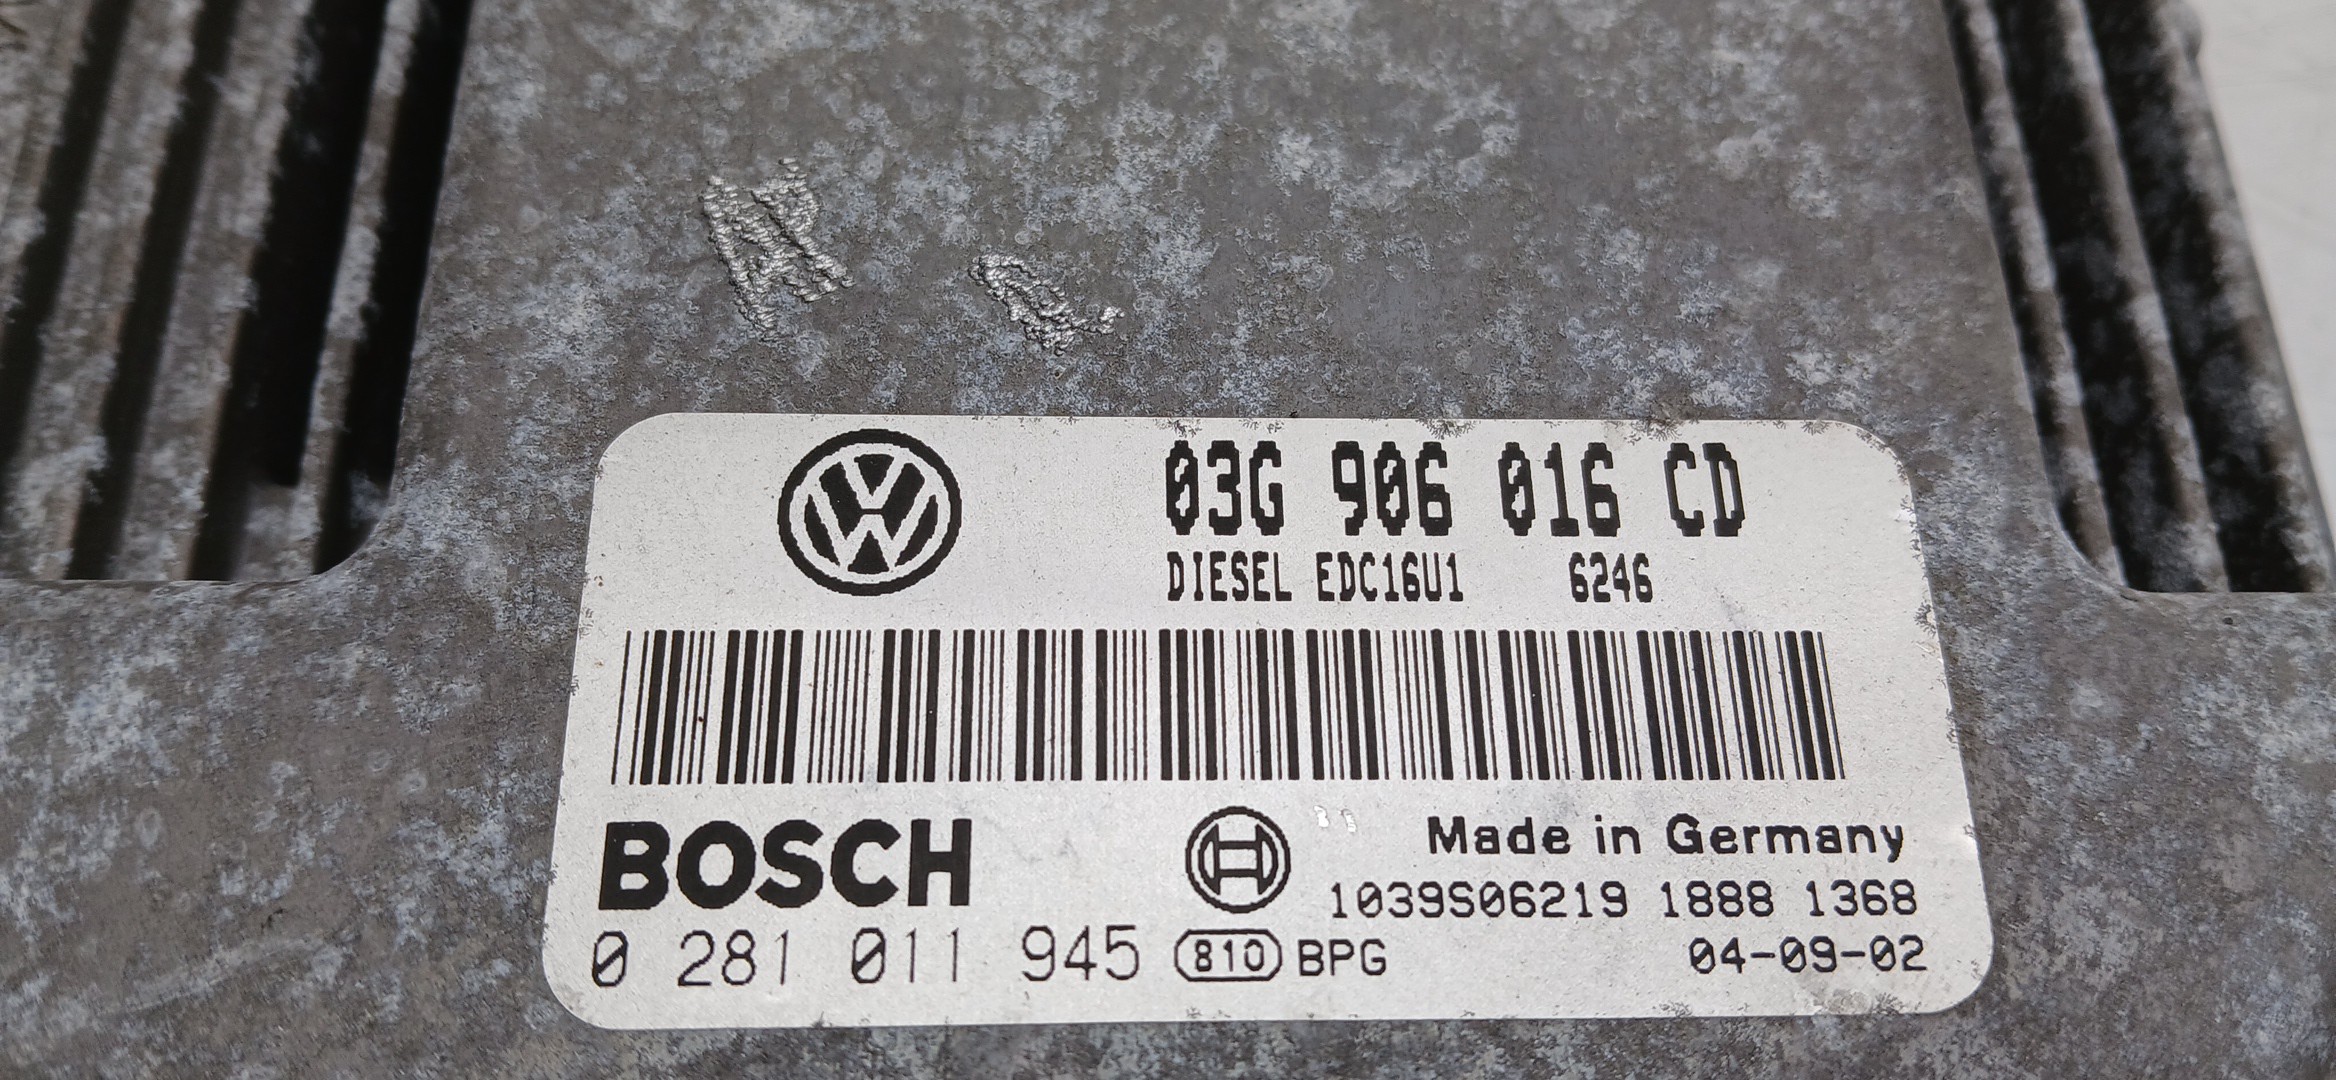 03G 906 016 CD
DIESEL EDC16U1 6246
BOSCH
Made in Germany
1039S06219 1888 1368
0 281 011 945 810 BPG 04-09-02